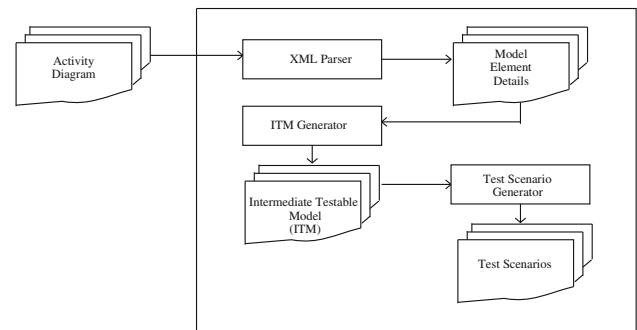 Activity
Diagram
XML Parser
Model
Element
Details
ITM Generator
Intermediate Testable
Model
(ITM)
Test Scenario
Generator
Test Scenarios